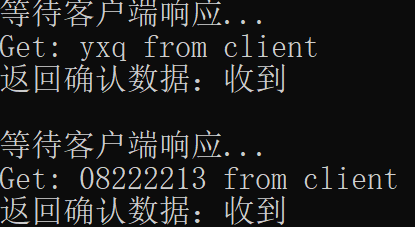 等待客户端响应...
Get: yxq from client
返回确认数据：收到
等待客户端响应...
Get: 08222213 from client
返回确认数据：收到